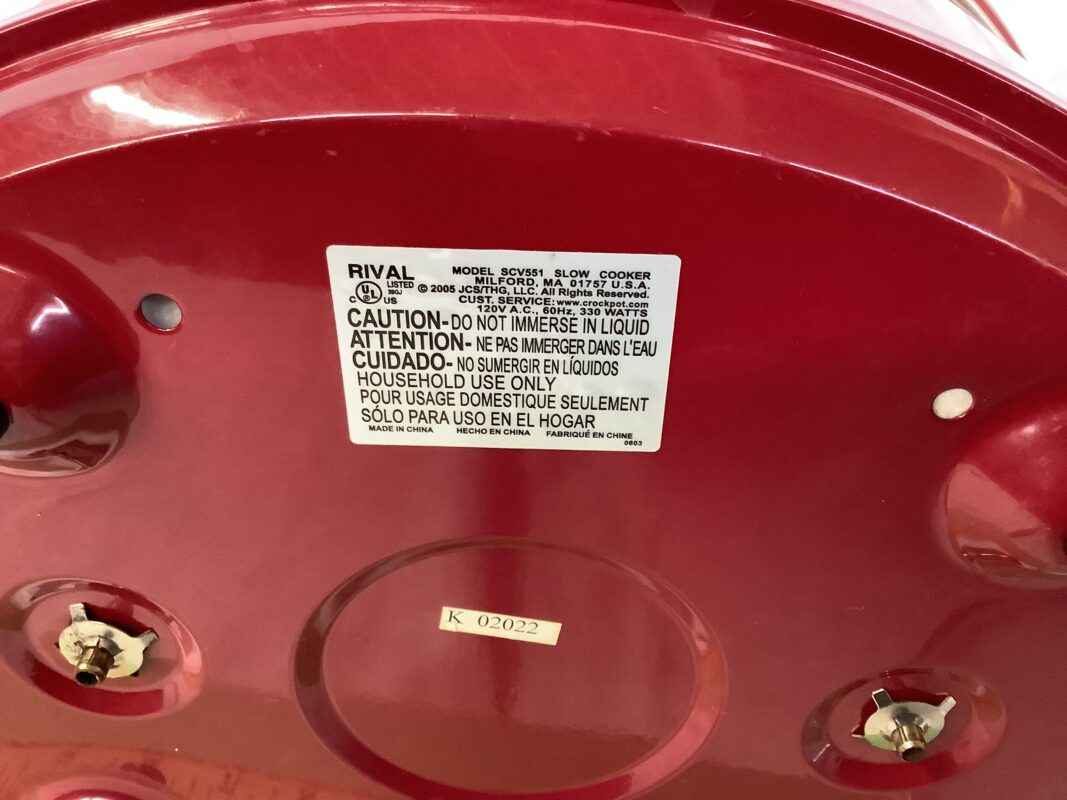 RIVAL MODEL SCV551 SLOW COOKER
LISTED MILFORD, MA 01757 U.S.A.
C UL US © 2005 JCS/THG, LLC. All Rights Reserved.
CUST. SERVICE: www.crockpot.com
120V A.C., 60Hz, 330 WATTS
CAUTION- DO NOT IMMERSE IN LIQUID
ATTENTION- NE PAS IMMERGER DANS L'EAU
CUIDADO- NO SUMERGIR EN LÍQUIDOS
HOUSEHOLD USE ONLY
POUR USAGE DOMESTIQUE SEULEMENT
SÓLO PARA USO EN EL HOGAR
MADE IN CHINA HECHO EN CHINA FABRIQUÉ EN CHINE
0603
K 02022